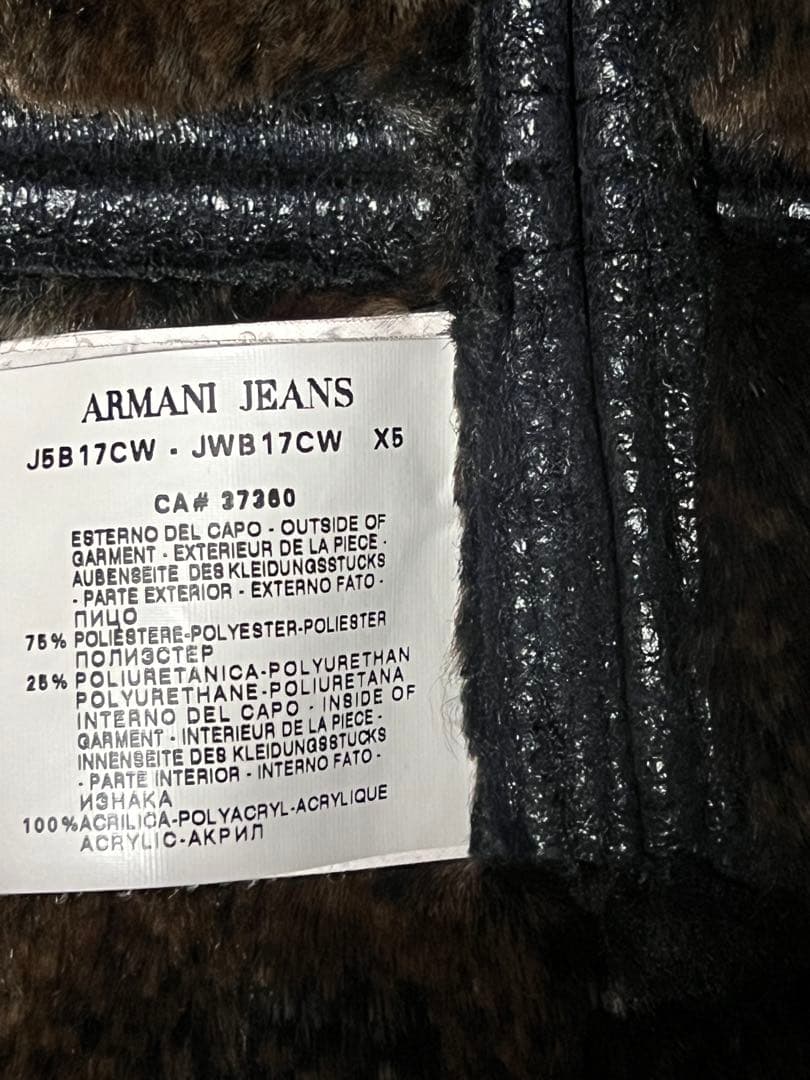 ARMANI JEANS
J5B17CW - JWB17CW X5
CA# 37360
ESTERNO DEL CAPO - OUTSIDE OF
GARMENT - EXTERIEUR DE LA PIECE -
AUBENSEITE DES KLEIDUNGSSTUCKS
- PARTE EXTERIOR - EXTERNO FATO -
ПИЦО
75% POLIESTERE-POLYESTER-POLIESTER
ПОЛИЭСТЕР
25% POLIURETANICA-POLYURETHAN
POLYURETHANE-POLIURETANA
INTERNO DEL CAPO - INSIDE OF
GARMENT - INTERIEUR DE LA PIECE -
INNENSEITE DES KLEIDUNGSSTUCKS
- PARTE INTERIOR - INTERNO FATO -
ИЗНАКА
100%ACRILICA-POLYACRYL-ACRYLIQUE
ACRYLIC-АКРИЛ